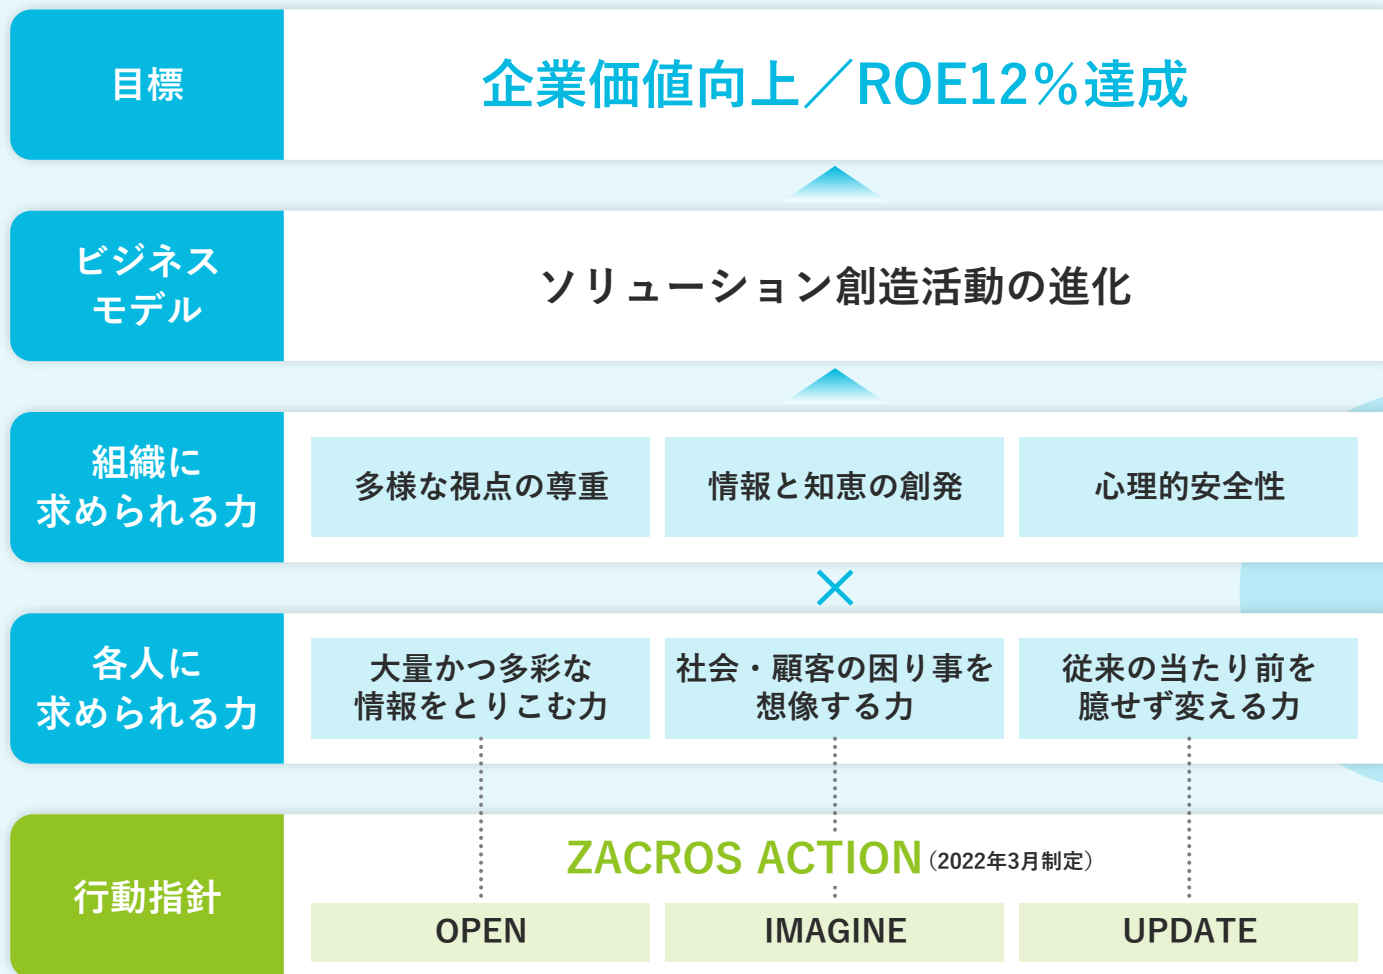 目標
企業価値向上／ROE12％達成
ビジネス
モデル
ソリューション創造活動の進化
組織に
求められる力
多様な視点の尊重
情報と知恵の創発
心理的安全性
×
各人に
求められる力
大量かつ多彩な
情報をとりこむ力
社会・顧客の困り事を
想像する力
従来の当たり前を
臆せず変える力
行動指針
ZACROS ACTION（2022年3月制定）
OPEN
IMAGINE
UPDATE